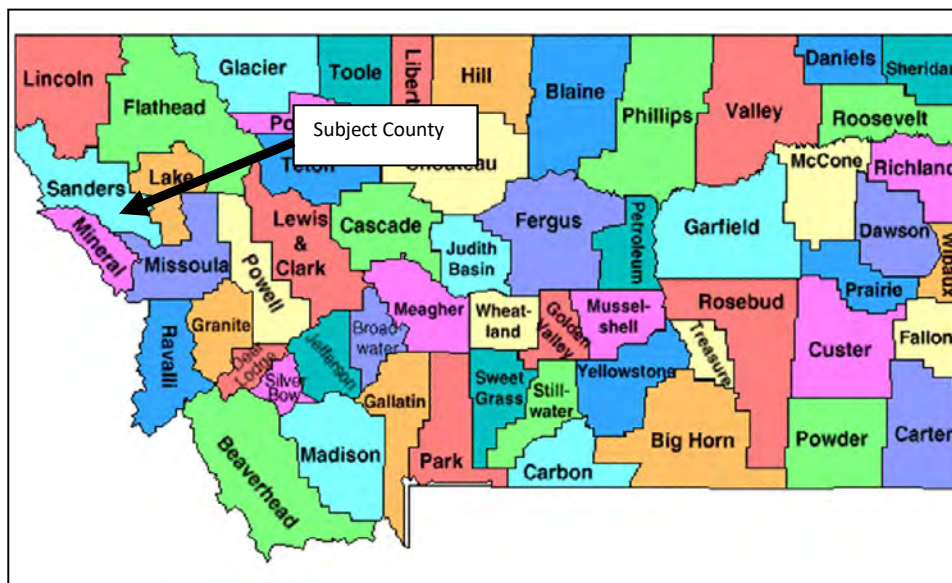 Lincoln
Flathead
Glacier
Toole
Libert
Hill
Blaine
Phillips
Valley
Daniels
Sheridan
Roosevelt
Po
Subject County
Teton
Chouteau
McCone
Richland
Sanders
Lake
Mineral
Missoula
Powell
Lewis
&
Clark
Cascade
Judith
Basin
Fergus
Petroleum
Garfield
Dawson
Wibaux
Prairie
Ravalli
Granite
Deer
Lodge
Silver
Bow
Jefferson
Broad-
water
Meagher
Wheat-
land
Golden
Valley
Mussel-
shell
Rosebud
Treasure
Custer
Fallon
Beaverhead
Madison
Gallatin
Park
Sweet
Grass
Still-
water
Yellowstone
Carbon
Big Horn
Powder
Carter